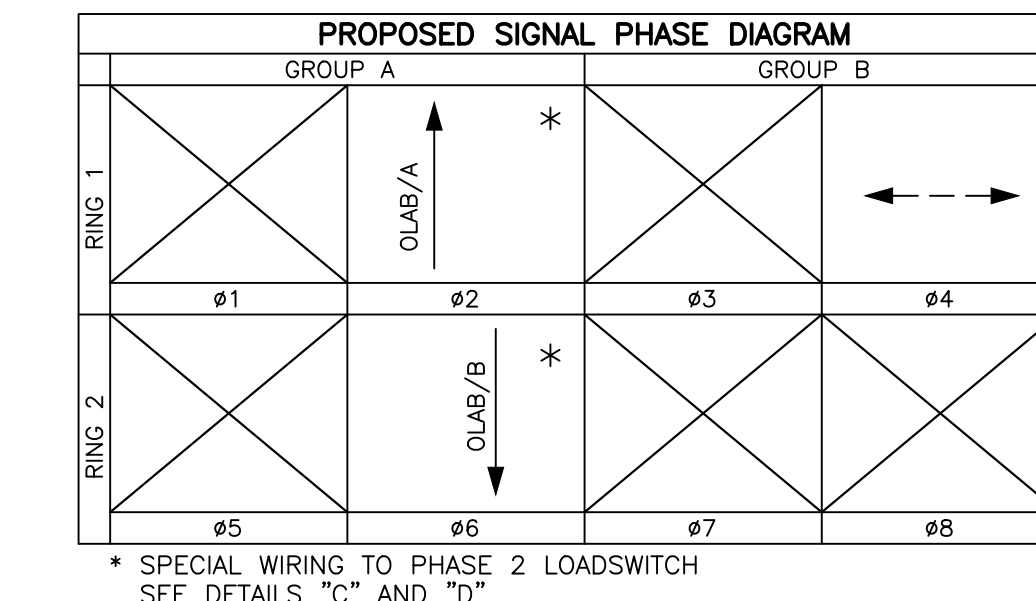 PROPOSED SIGNAL PHASE DIAGRAM
GROUP A
GROUP B
RING 1
OLAB/A
*
ø1
ø2
ø3
ø4
RING 2
OLAB/B
*
ø5
ø6
ø7
ø8
* SPECIAL WIRING TO PHASE 2 LOADSWITCH
SEE DETAILS "C" AND "D"